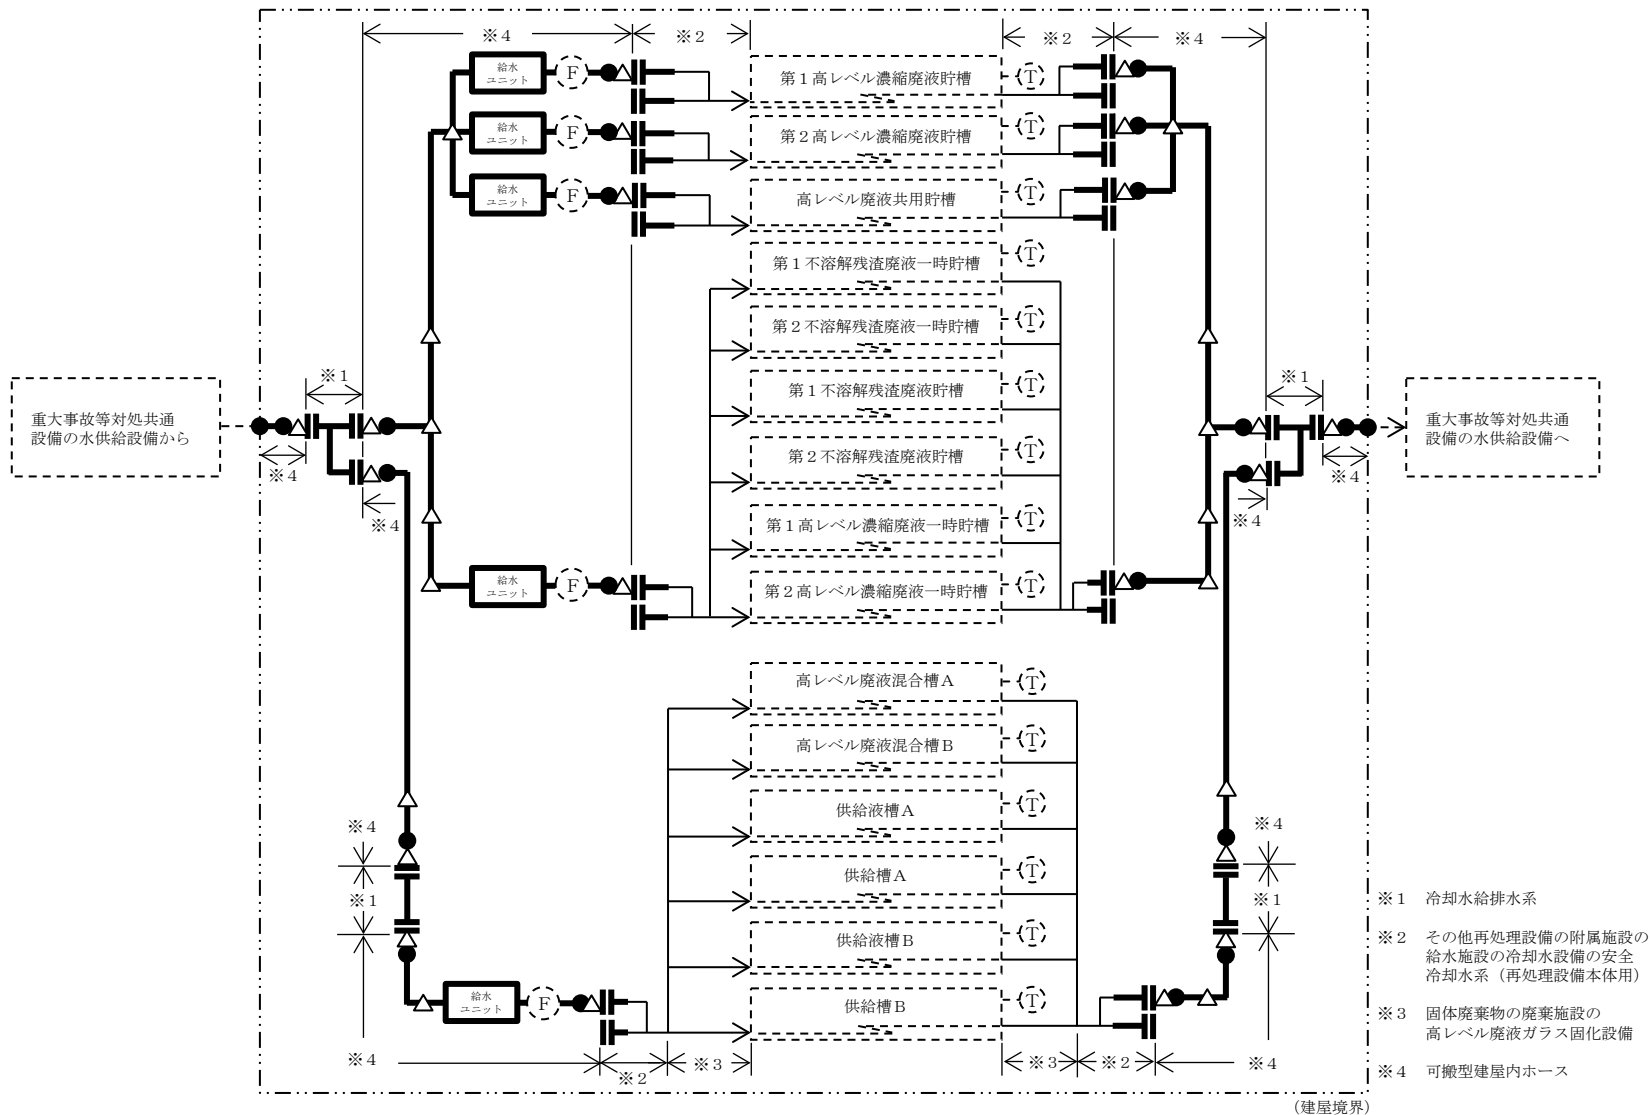 ※4
※2
※2
※4
給水
ユニット
F
第1高レベル濃縮廃液貯槽
T
給水
ユニット
F
第2高レベル濃縮廃液貯槽
T
給水
ユニット
F
高レベル廃液共用貯槽
T
第1不溶解残渣廃液一時貯槽
T
第2不溶解残渣廃液一時貯槽
T
第1不溶解残渣廃液貯槽
T
第2不溶解残渣廃液貯槽
T
第1高レベル濃縮廃液一時貯槽
T
給水
ユニット
F
第2高レベル濃縮廃液一時貯槽
T
※1
※1
重大事故等対処共通
設備の水供給設備から
重大事故等対処共通
設備の水供給設備へ
※4
※4
※4
※4
高レベル廃液混合槽A
T
高レベル廃液混合槽B
T
供給液槽A
T
供給槽A
T
供給液槽B
T
供給槽B
T
※4
※1
※4
※1
給水
ユニット
F
※4
※2
※3
※3
※2
※4
※1 冷却水給排水系
※2 その他再処理設備の附属施設の
給水施設の冷却水設備の安全
冷却水系（再処理設備本体用）
※3 固体廃棄物の廃棄施設の
高レベル廃液ガラス固化設備
※4 可搬型建屋内ホース
（建屋境界）